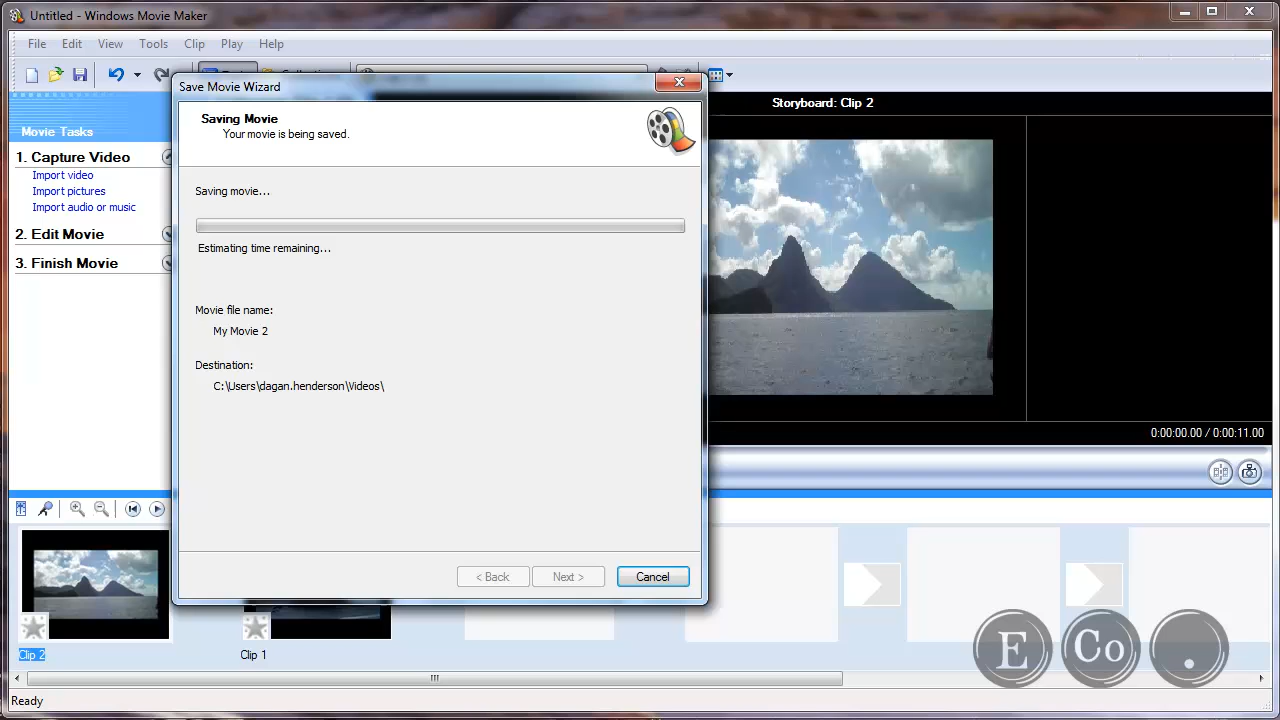 Untitled - Windows Movie Maker
File Edit View Tools Clip Play Help
Save Movie Wizard
Saving Movie
Your movie is being saved.
Storyboard: Clip 2
Movie Tasks
1. Capture Video
Import video
Import pictures
Import audio or music
2. Edit Movie
3. Finish Movie
Saving movie...
Estimating time remaining...
Movie file name:
My Movie 2
Destination:
C:\Users\dagan.henderson\Videos\
0:00:00.00 / 0:00:11.00
< Back Next > Cancel
Clip 2 Clip 1
E Co .
Ready